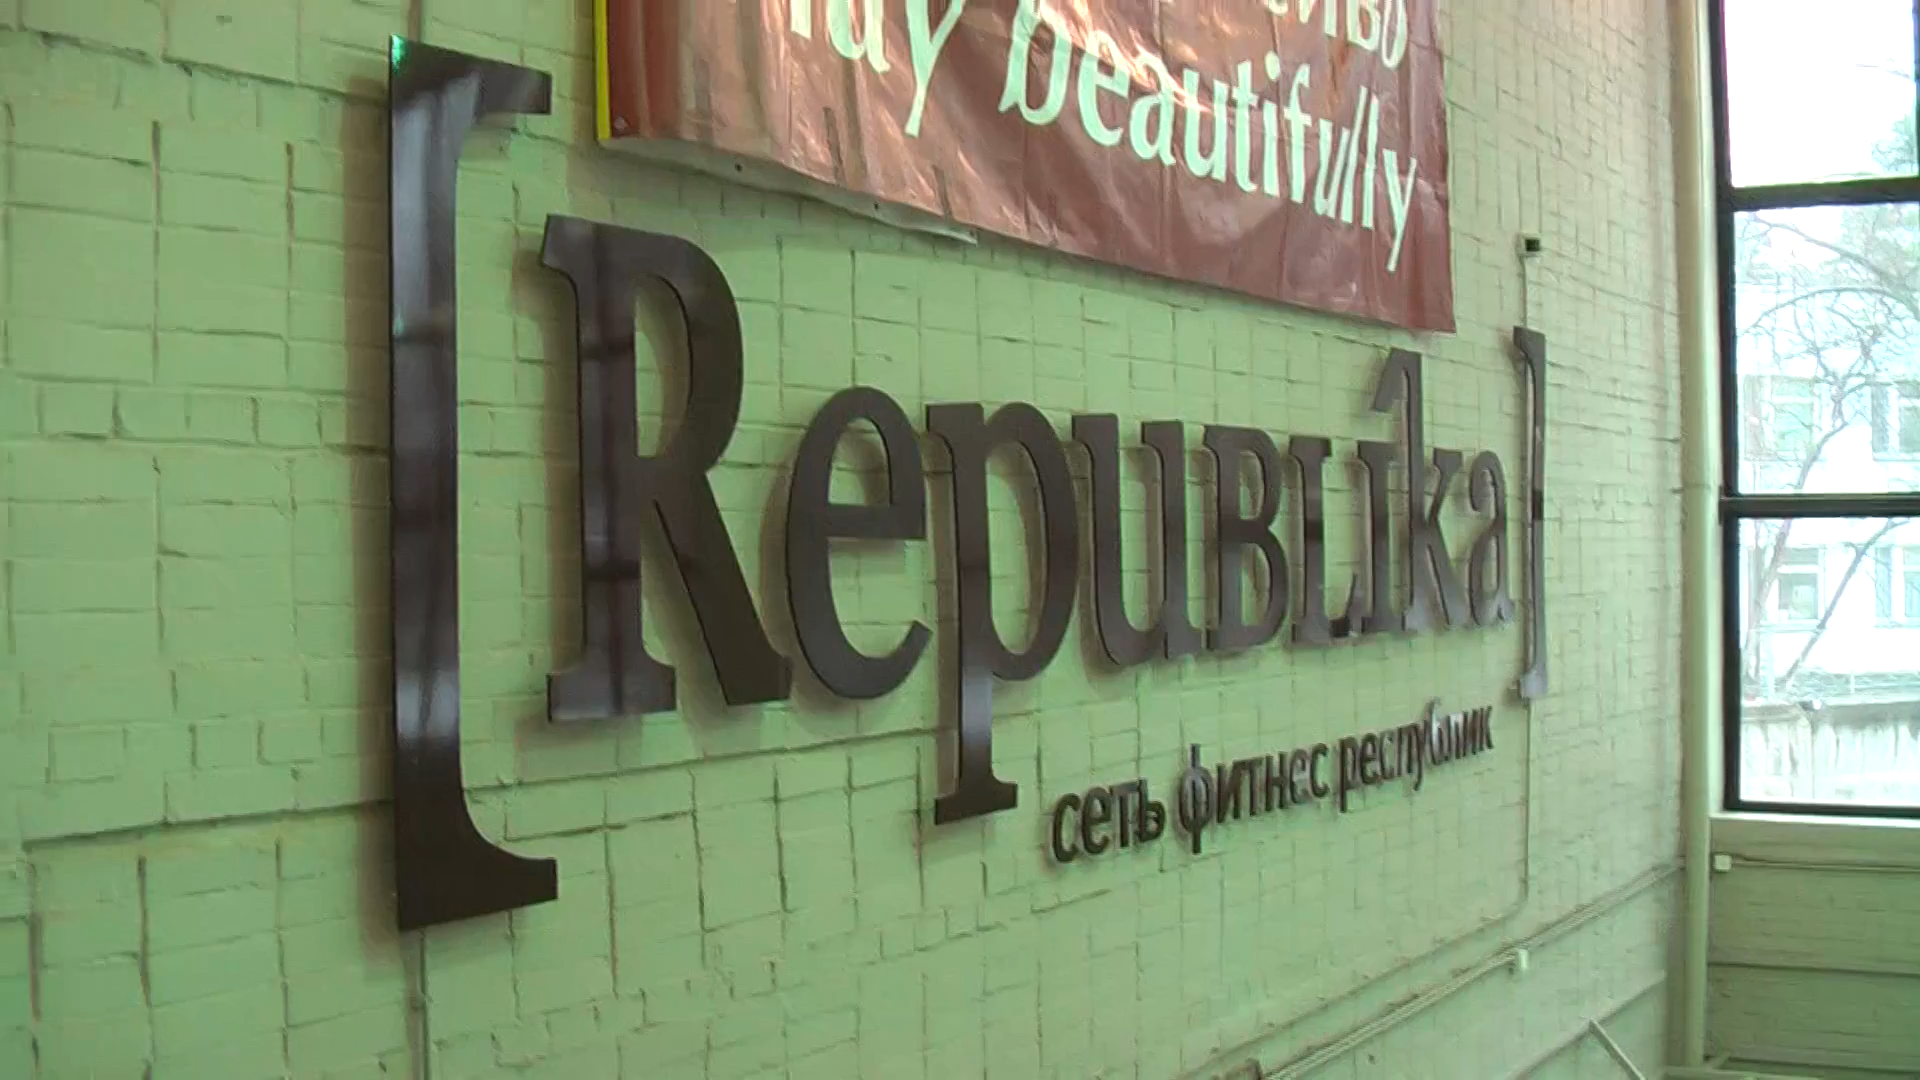 beautifully
[Republika]
сеть фитнес республик